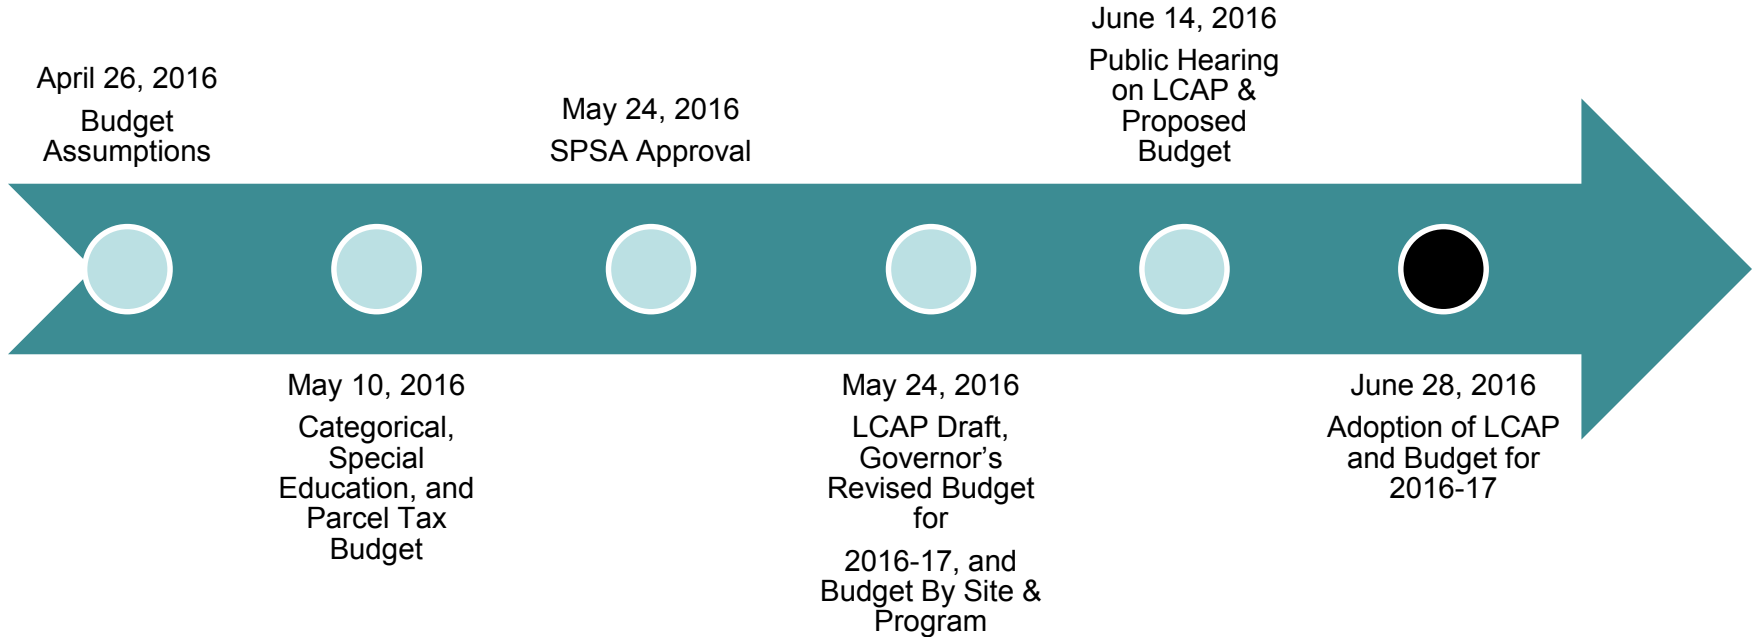 April 26, 2016
Budget
Assumptions
May 10, 2016
Categorical,
Special
Education, and
Parcel Tax
Budget
May 24, 2016
SPSA Approval
May 24, 2016
LCAP Draft,
Governor’s
Revised Budget
for
2016-17, and
Budget By Site &
Program
June 14, 2016
Public Hearing
on LCAP &
Proposed
Budget
June 28, 2016
Adoption of LCAP
and Budget for
2016-17